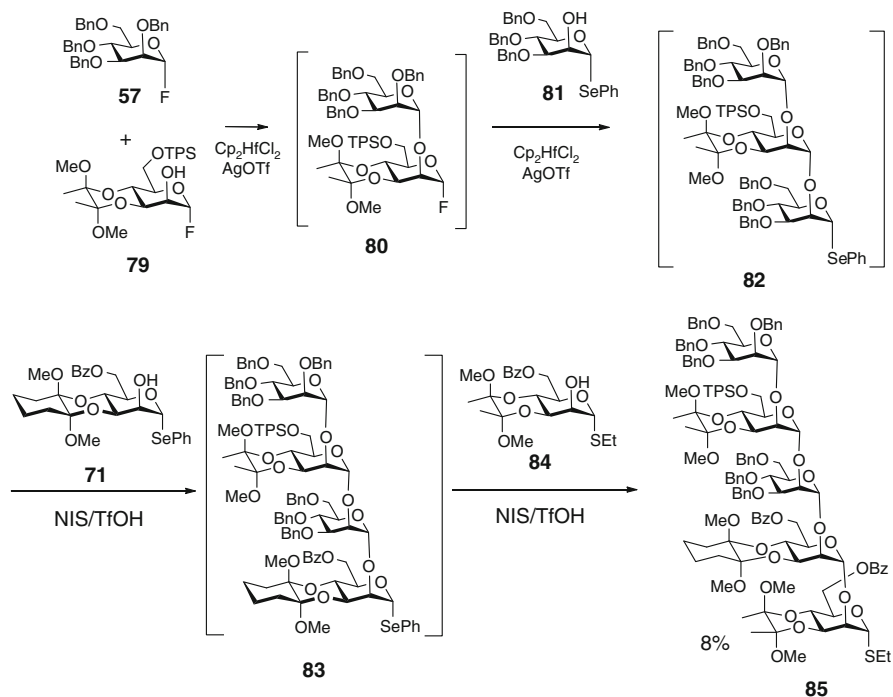 BnO OBn
BnO
BnO
F
57
+
OTPS
MeO OH
O
O
OMe
F
79
Cp2HfCl2
AgOTf
BnO OBn
BnO
BnO
O
MeO TPSO
O
O
OMe
F
80
BnO OH
BnO
BnO
SePh
81
Cp2HfCl2
AgOTf
BnO OBn
BnO
BnO
O
MeO TPSO
O
O
OMe
O
BnO
BnO
BnO
SePh
82
BzO
MeO OH
O
O
OMe
SePh
71
NIS/TfOH
BnO OBn
BnO
BnO
O
MeO TPSO
O
O
MeO
O
BnO
BnO
BnO
O
BzO
MeO
O
O
OMe
SePh
83
MeO BzO OH
O
O
OMe
SEt
84
NIS/TfOH
BnO OBn
BnO
BnO
O
MeO TPSO
O
O
MeO
O
BnO
BnO
BnO
O
BzO
MeO
O
O
OMe
MeO
O
OBz
O
O
OMe
SEt
8%
85